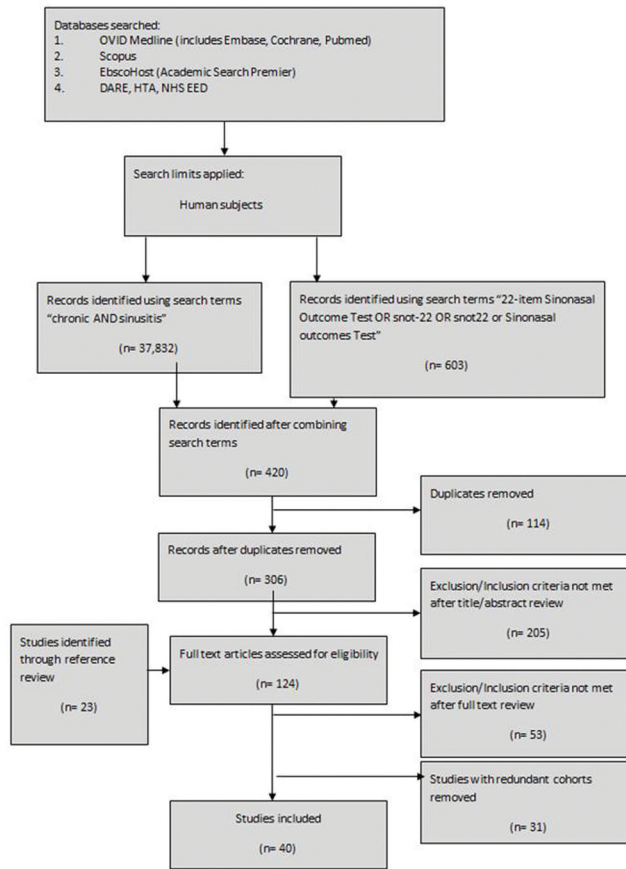 Databases searched:
1. OVID Medline (includes Embase, Cochrane, Pubmed)
2. Scopus
3. EbscoHost (Academic Search Premier)
4. DARE, HTA, NHS EED
Search limits applied:
Human subjects
Records identified using search terms
"chronic AND sinusitis"
(n= 37,832)
Records identified using search terms "22-item Sinonasal
Outcome Test OR snot-22 OR snot22 or Sinonasal
outcomes Test"
(n= 603)
Records identified after combining
search terms
(n= 420)
Duplicates removed
(n= 114)
Records after duplicates removed
(n= 306)
Exclusion/Inclusion criteria not met
after title/abstract review
(n= 205)
Studies identified
through reference
review
(n= 23)
Full text articles assessed for eligibility
(n= 124)
Exclusion/Inclusion criteria not met
after full text review
(n= 53)
Studies with redundant cohorts
removed
(n= 31)
Studies included
(n= 40)